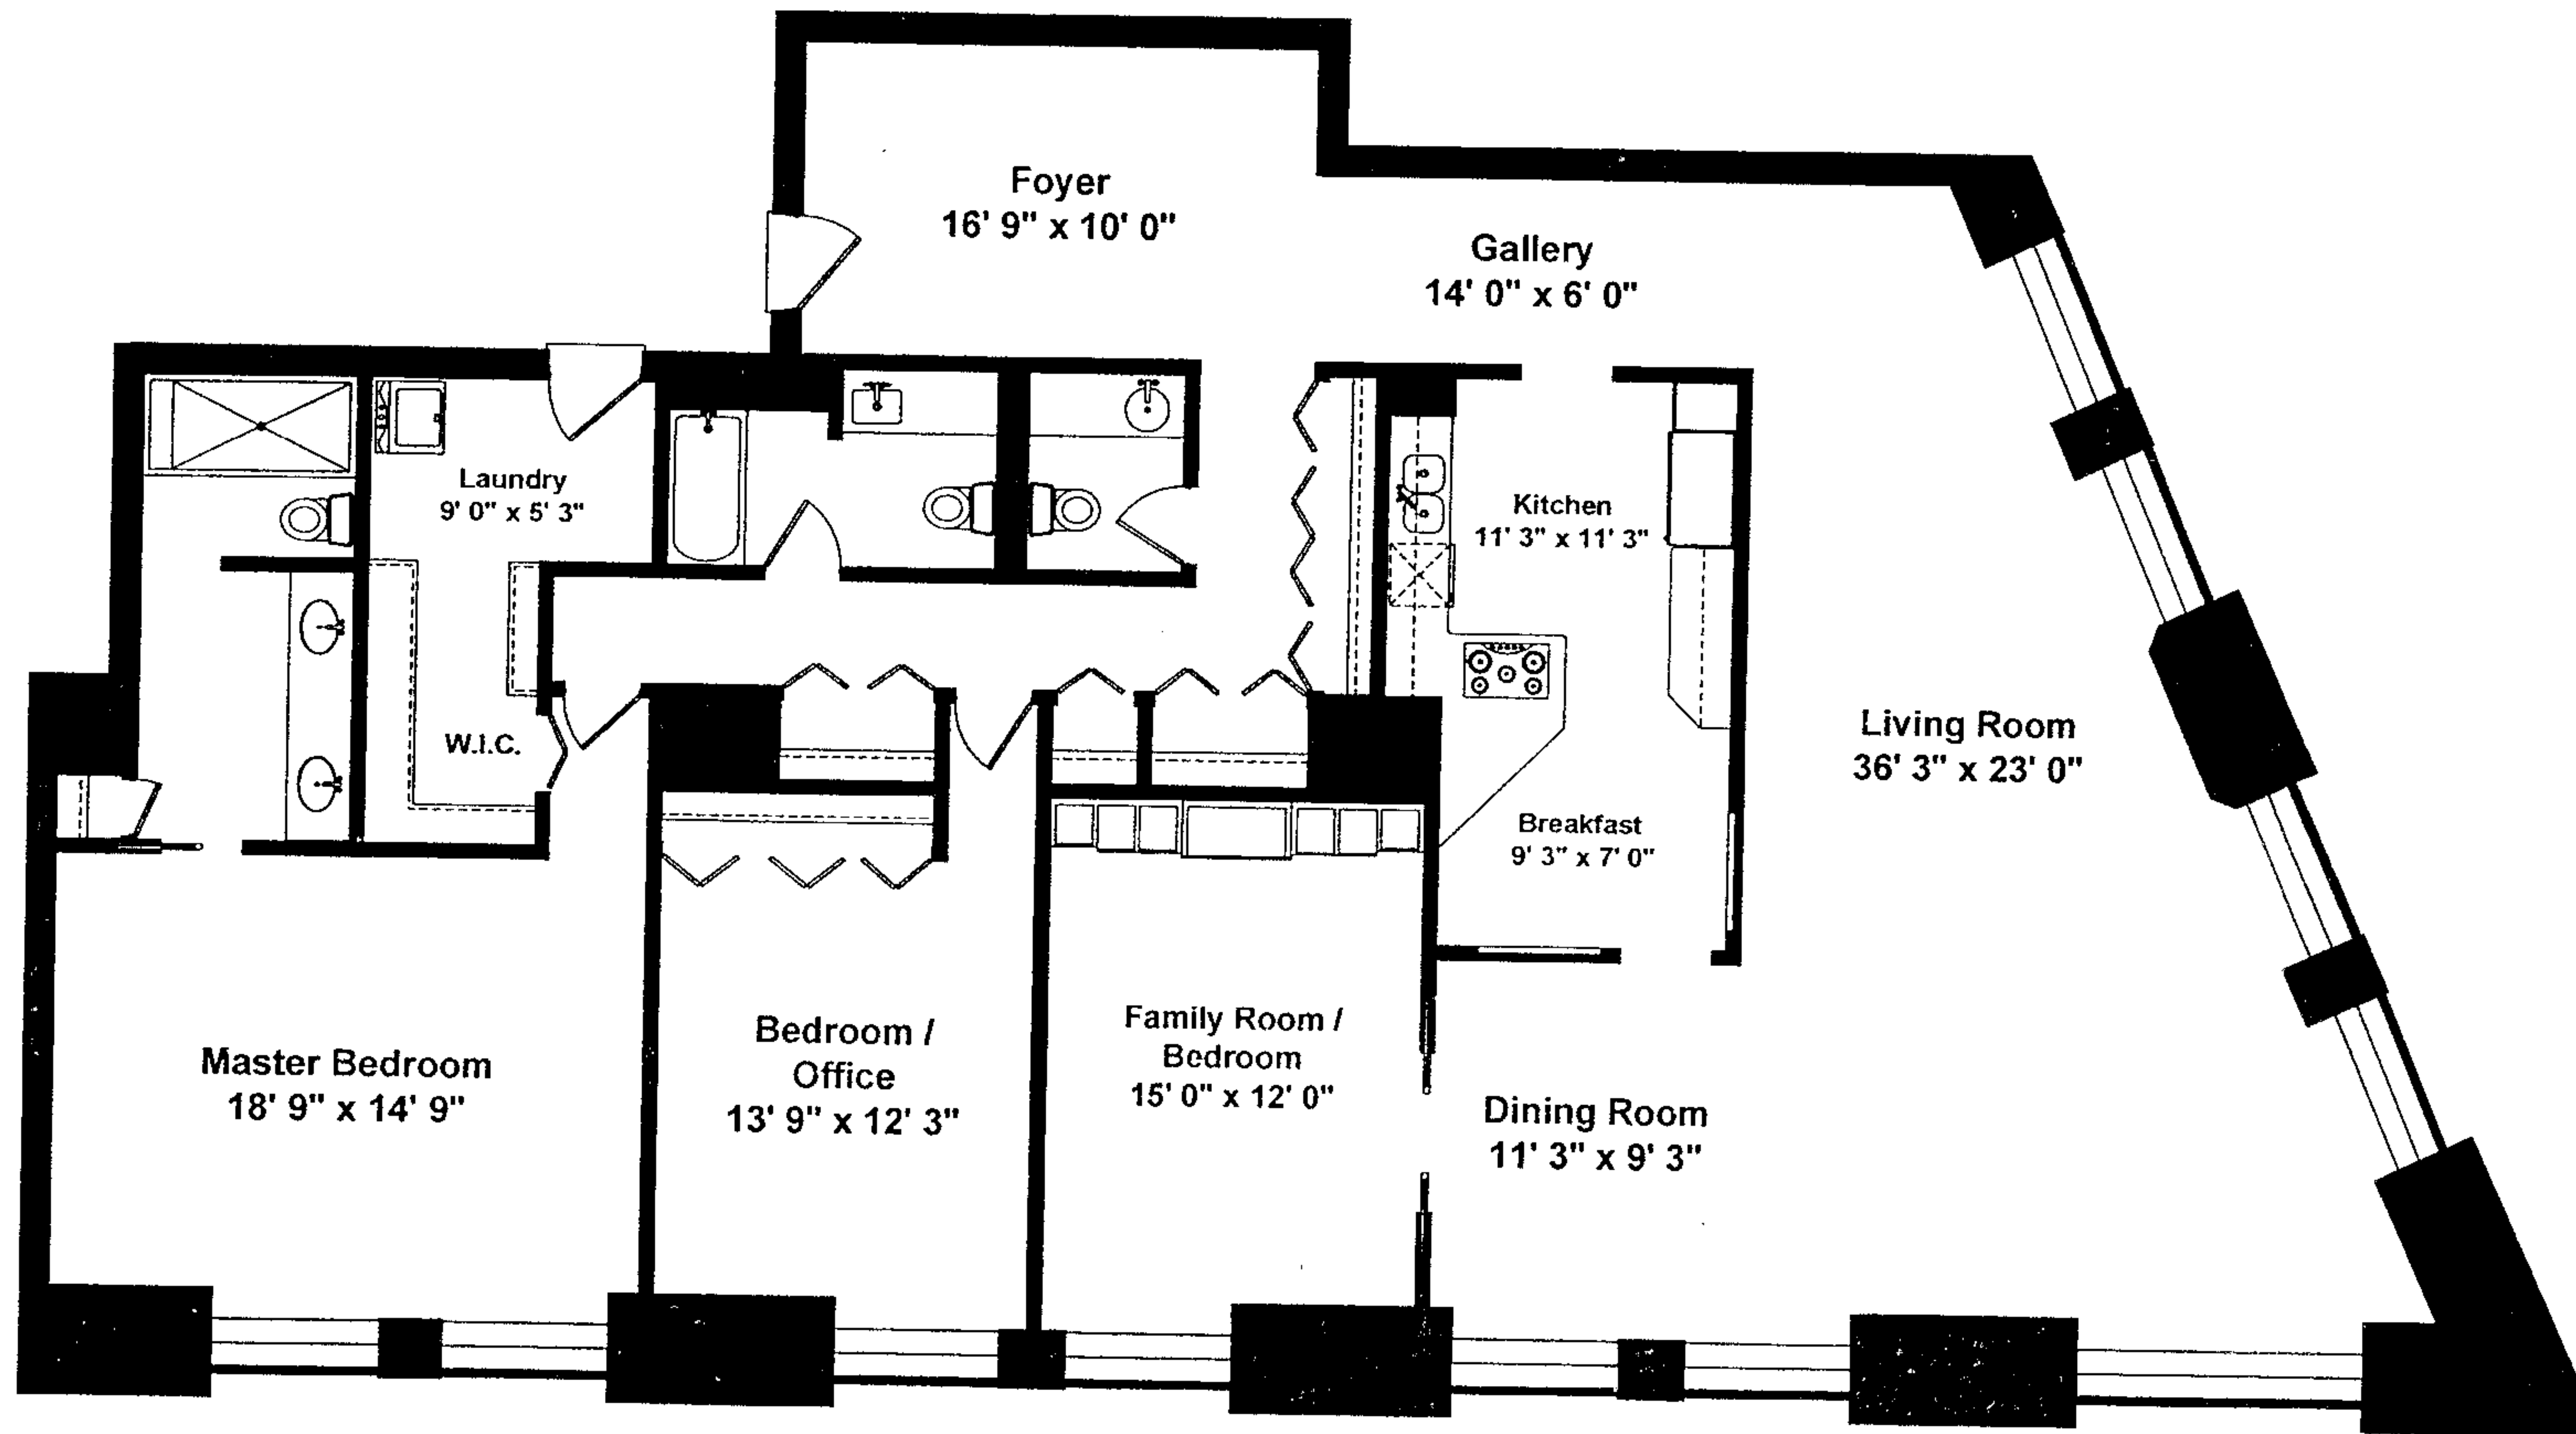 Foyer
16' 9" x 10' 0"
Gallery
14' 0" x 6' 0"
Laundry
9' 0" x 5' 3"
Kitchen
11' 3" x 11' 3"
W.I.C.
Living Room
36' 3" x 23' 0"
Breakfast
9' 3" x 7' 0"
Master Bedroom
18' 9" x 14' 9"
Bedroom /
Office
13' 9" x 12' 3"
Family Room /
Bedroom
15' 0" x 12' 0"
Dining Room
11' 3" x 9' 3"